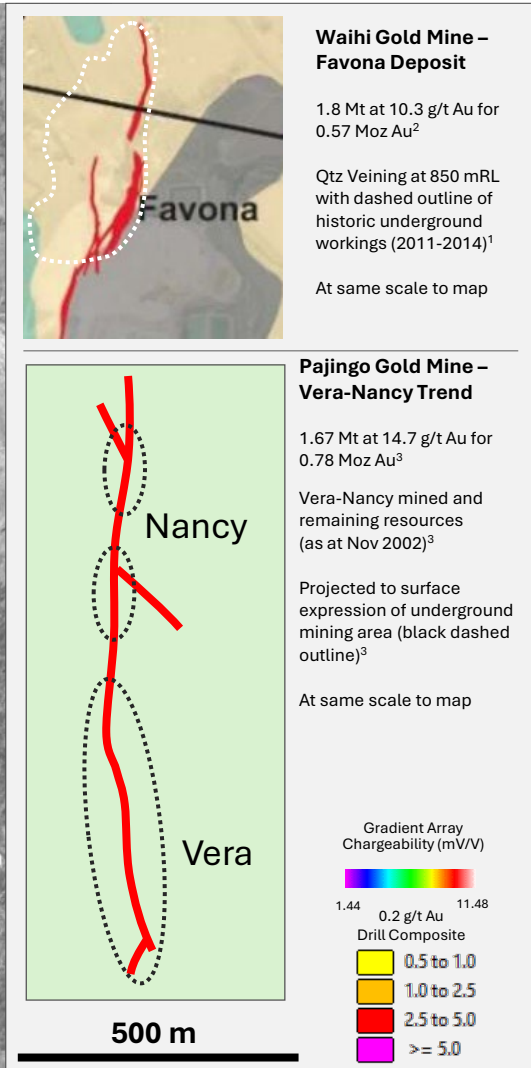 Waihi Gold Mine –
Favona Deposit
1.8 Mt at 10.3 g/t Au for
0.57 Moz Au²
Qtz Veining at 850 mRL
with dashed outline of
historic underground
workings (2011-2014)¹
At same scale to map
Favona
Pajingo Gold Mine –
Vera-Nancy Trend
1.67 Mt at 14.7 g/t Au for
0.78 Moz Au³
Vera-Nancy mined and
remaining resources
(as at Nov 2002)³
Projected to surface
expression of underground
mining area (black dashed
outline)³
At same scale to map
Nancy
Vera
500 m
Gradient Array
Chargeability (mV/V)
1.44 11.48
0.2 g/t Au
Drill Composite
0.5 to 1.0
1.0 to 2.5
2.5 to 5.0
>= 5.0